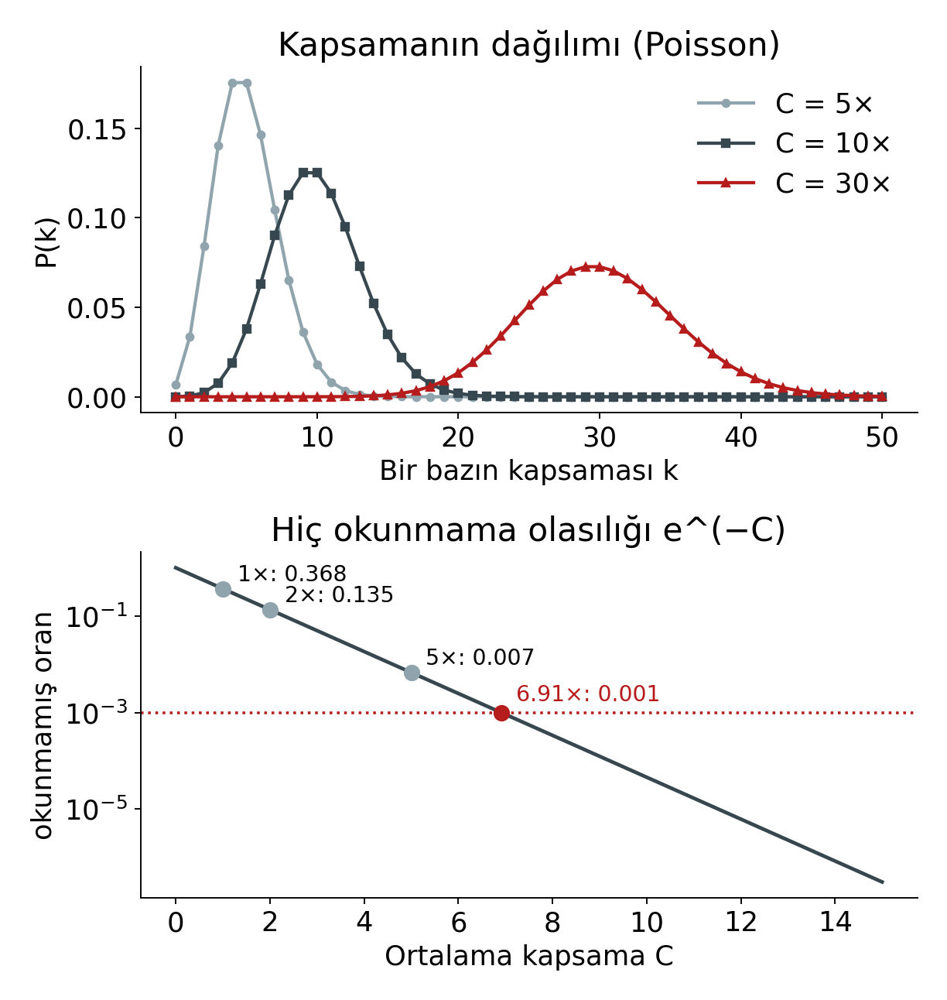 Kapsamanın dağılımı (Poisson)
C = 5×
C = 10×
C = 30×
P(k)
0.15
0.10
0.05
0.00
0 10 20 30 40 50
Bir bazın kapsaması k
Hiç okunmama olasılığı e^(−C)
1×: 0.368
2×: 0.135
5×: 0.007
6.91×: 0.001
okunmamış oran
10⁻¹
10⁻³
10⁻⁵
0 2 4 6 8 10 12 14
Ortalama kapsama C